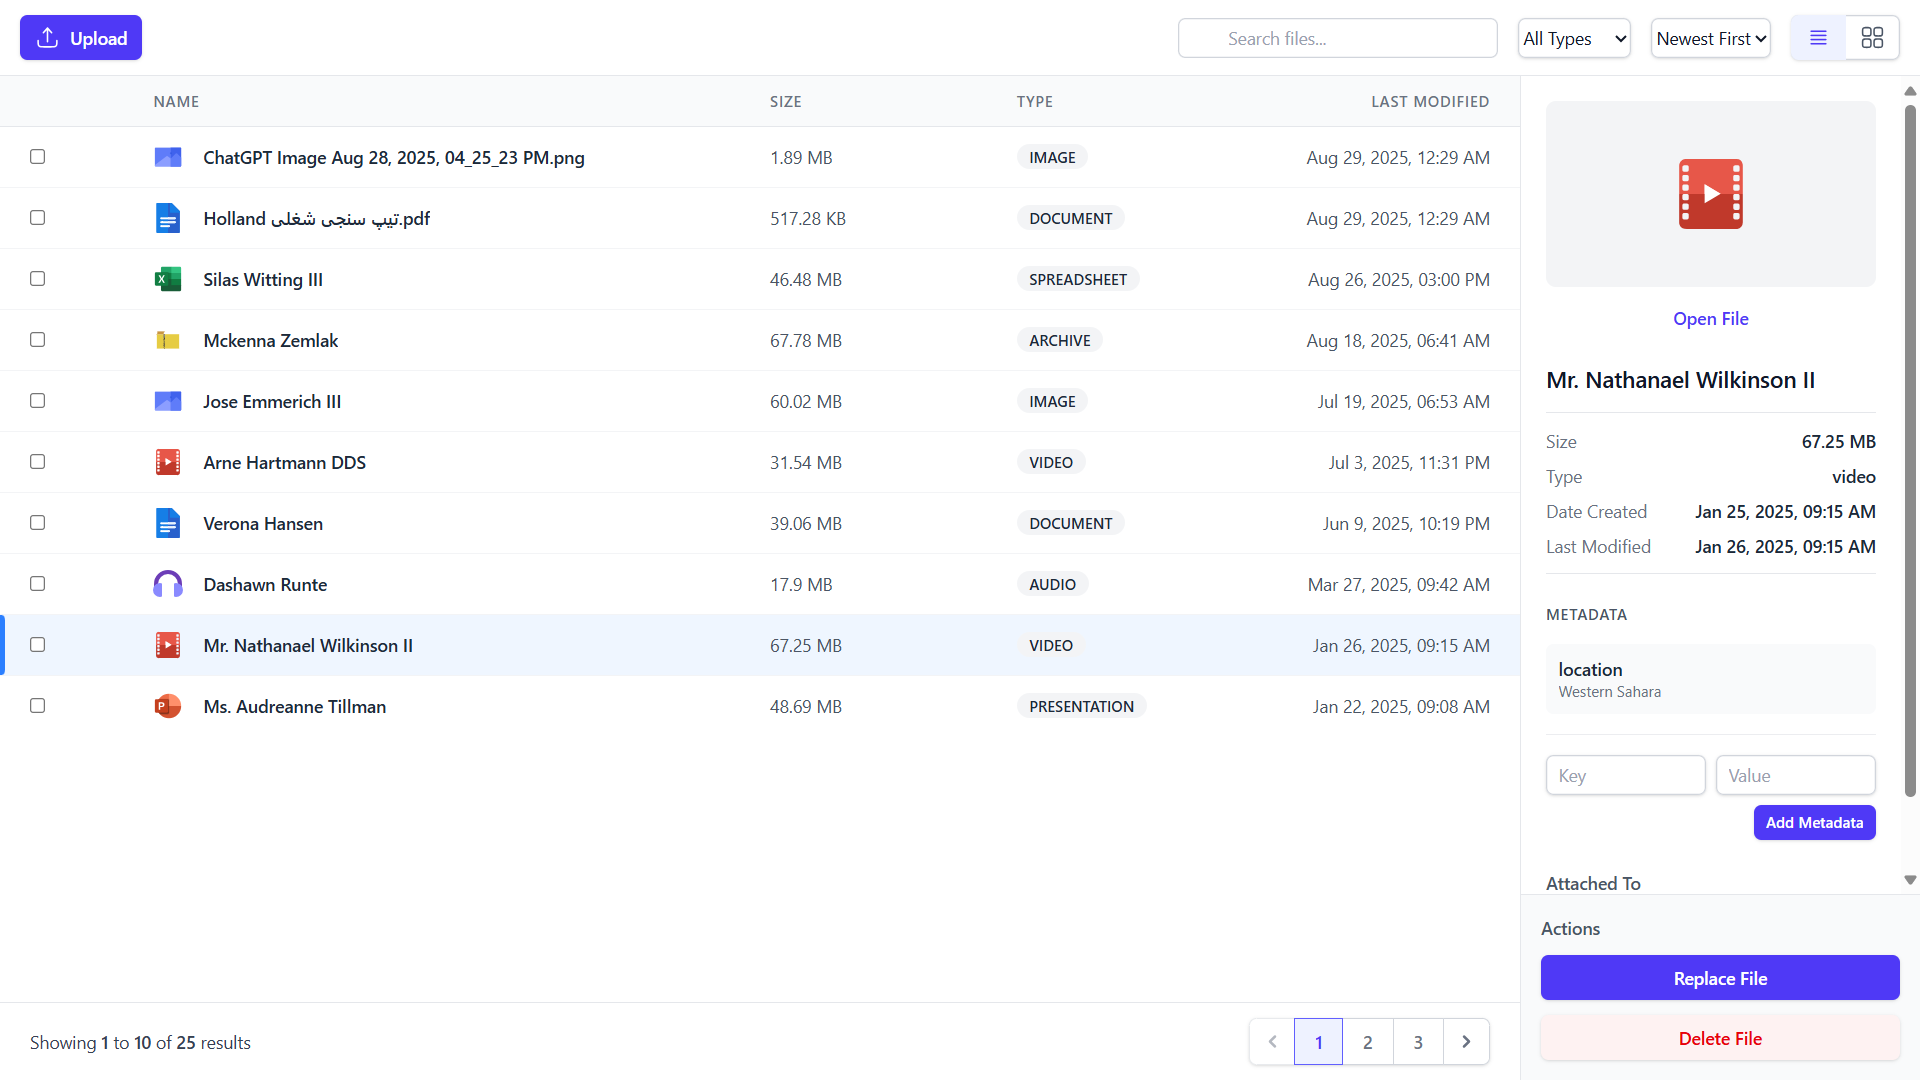 Upload
Search files...
All Types
Newest First
NAME SIZE TYPE LAST MODIFIED
ChatGPT Image Aug 28, 2025, 04_25_23 PM.png 1.89 MB IMAGE Aug 29, 2025, 12:29 AM
Holland تیپ سنجی شغلی.pdf 517.28 KB DOCUMENT Aug 29, 2025, 12:29 AM
Silas Witting III 46.48 MB SPREADSHEET Aug 26, 2025, 03:00 PM
Mckenna Zemlak 67.78 MB ARCHIVE Aug 18, 2025, 06:41 AM
Jose Emmerich III 60.02 MB IMAGE Jul 19, 2025, 06:53 AM
Arne Hartmann DDS 31.54 MB VIDEO Jul 3, 2025, 11:31 PM
Verona Hansen 39.06 MB DOCUMENT Jun 9, 2025, 10:19 PM
Dashawn Runte 17.9 MB AUDIO Mar 27, 2025, 09:42 AM
Mr. Nathanael Wilkinson II 67.25 MB VIDEO Jan 26, 2025, 09:15 AM
Ms. Audreanne Tillman 48.69 MB PRESENTATION Jan 22, 2025, 09:08 AM
Showing 1 to 10 of 25 results
1 2 3
Open File
Mr. Nathanael Wilkinson II
Size 67.25 MB
Type video
Date Created Jan 25, 2025, 09:15 AM
Last Modified Jan 26, 2025, 09:15 AM
METADATA
location
Western Sahara
Key Value
Add Metadata
Attached To
Actions
Replace File
Delete File